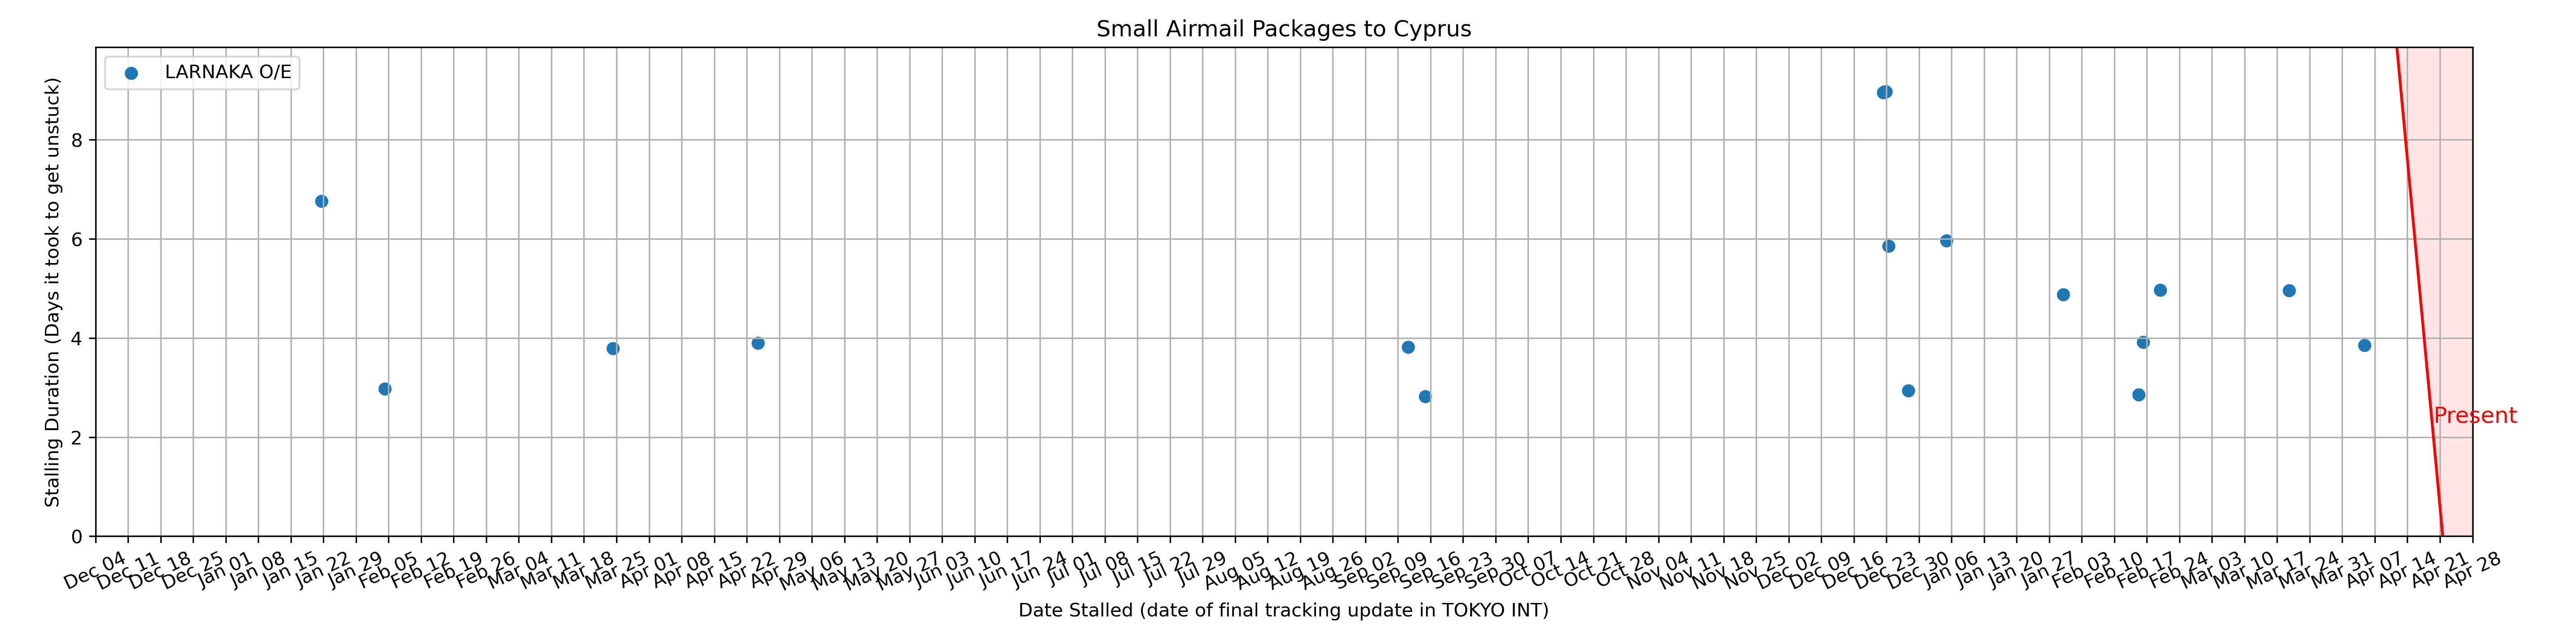 Small Airmail Packages to Cyprus
LARNAKA O/E
Stalling Duration (Days it took to get unstuck)
8
6
4
2
0
Present
Dec 04
Dec 11
Dec 18
Dec 25
Jan 01
Jan 08
Jan 15
Jan 22
Jan 29
Feb 05
Feb 12
Feb 19
Feb 26
Mar 04
Mar 11
Mar 18
Mar 25
Apr 01
Apr 08
Apr 15
Apr 22
Apr 29
May 06
May 13
May 20
May 27
Jun 03
Jun 10
Jun 17
Jun 24
Jul 01
Jul 08
Jul 15
Jul 22
Jul 29
Aug 05
Aug 12
Aug 19
Aug 26
Sep 02
Sep 09
Sep 16
Sep 23
Sep 30
Oct 07
Oct 14
Oct 21
Oct 28
Nov 04
Nov 11
Nov 18
Nov 25
Dec 02
Dec 09
Dec 16
Dec 23
Dec 30
Jan 06
Jan 13
Jan 20
Jan 27
Feb 03
Feb 10
Feb 17
Feb 24
Mar 03
Mar 10
Mar 17
Mar 24
Mar 31
Apr 07
Apr 14
Apr 21
Apr 28
Date Stalled (date of final tracking update in TOKYO INT)